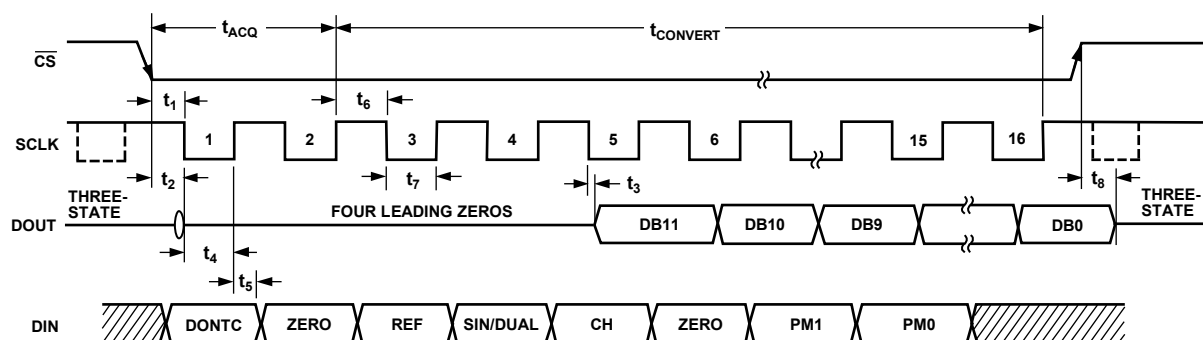 tACQ tCONVERT
CS
t1 t6
SCLK 1 2 3 4 5 6 15 16
t2 t7 t3 t8
THREE-
STATE
FOUR LEADING ZEROS
THREE-
STATE
DOUT DB11 DB10 DB9 DB0
t4
t5
DIN DONTC ZERO REF SIN/DUAL CH ZERO PM1 PM0